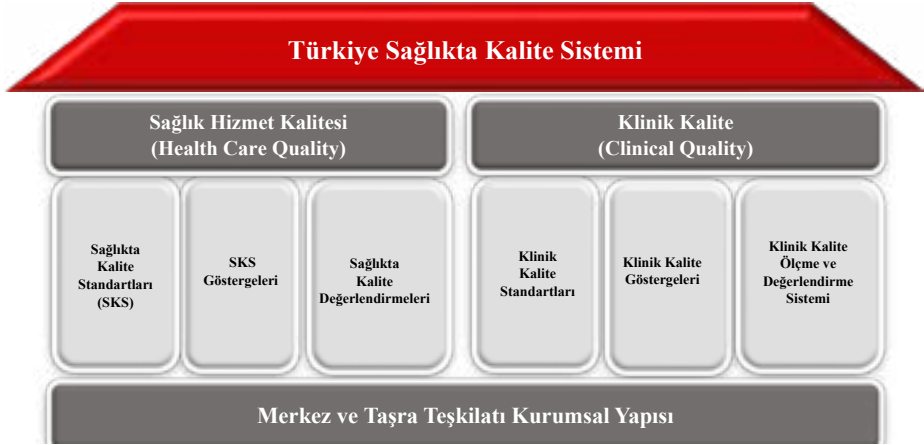 Türkiye Sağlıkta Kalite Sistemi
Sağlık Hizmet Kalitesi
(Health Care Quality)
Klinik Kalite
(Clinical Quality)
Sağlıkta
Kalite
Standartları
(SKS)
SKS
Göstergeleri
Sağlıkta
Kalite
Değerlendirmeleri
Klinik
Kalite
Standartları
Klinik Kalite
Göstergeleri
Klinik Kalite
Ölçme ve
Değerlendirme
Sistemi
Merkez ve Taşra Teşkilatı Kurumsal Yapısı